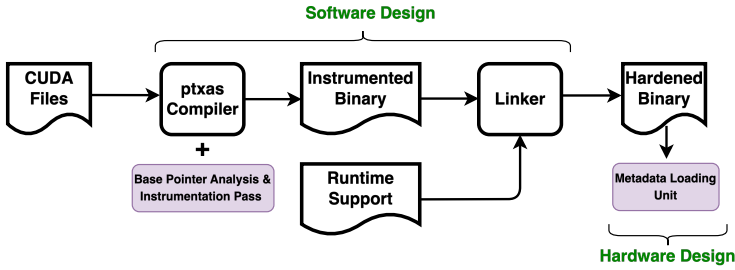 Software Design
CUDA
Files
ptxas
Compiler
+
Base Pointer Analysis &
Instrumentation Pass
Instrumented
Binary
Runtime
Support
Linker
Hardened
Binary
Metadata Loading
Unit
Hardware Design